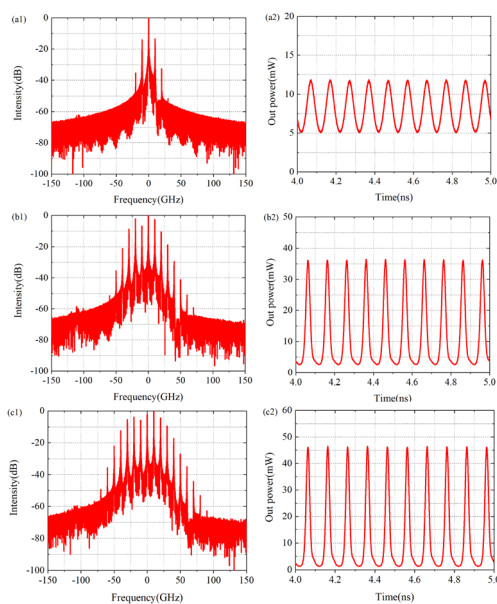 (a1)
0
-20
-40
-60
-80
-100
Intensity(dB)
-150 -100 -50 0 50 100 150
Frequency(GHz)
(a2)
20
15
10
5
0
Out power(mW)
4.0 4.2 4.4 4.6 4.8 5.0
Time(ns)
(b1)
0
-20
-40
-60
-80
-100
Intensity(dB)
-150 -100 -50 0 50 100 150
Frequency(GHz)
(b2)
50
40
30
20
10
0
Out power(mW)
4.0 4.2 4.4 4.6 4.8 5.0
Time(ns)
(c1)
0
-20
-40
-60
-80
-100
Intensity(dB)
-150 -100 -50 0 50 100 150
Frequency(GHz)
(c2)
60
50
40
30
20
10
0
Out power(mW)
4.0 4.2 4.4 4.6 4.8 5.0
Time(ns)